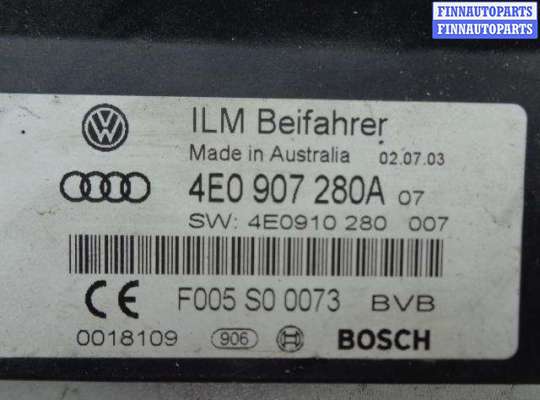 FINNAUTOPARTS
FINNAUTOPARTS
ILM Beifahrer
Made in Australia 02.07.03
4E0 907 280A 07
SW: 4E0910 280 007
CE F005 S0 0073 BVB
0018109 906 BOSCH